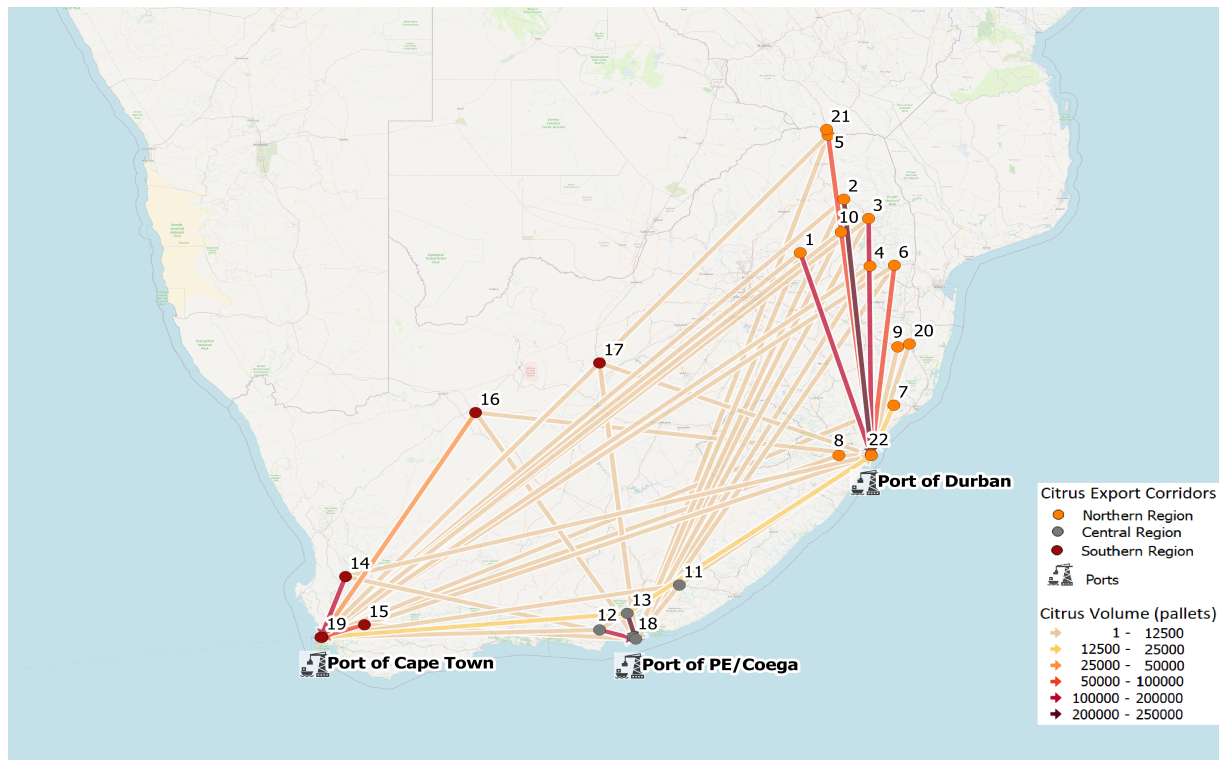 21
5
2
3
10
1
4
6
9
20
17
7
16
8
22
Port of Durban
Citrus Export Corridors
Northern Region
Central Region
Southern Region
Ports
14
11
13
12
15
19
18
Port of Cape Town
Port of PE/Coega
Citrus Volume (pallets)
1 - 12500
12500 - 25000
25000 - 50000
50000 - 100000
100000 - 200000
200000 - 250000